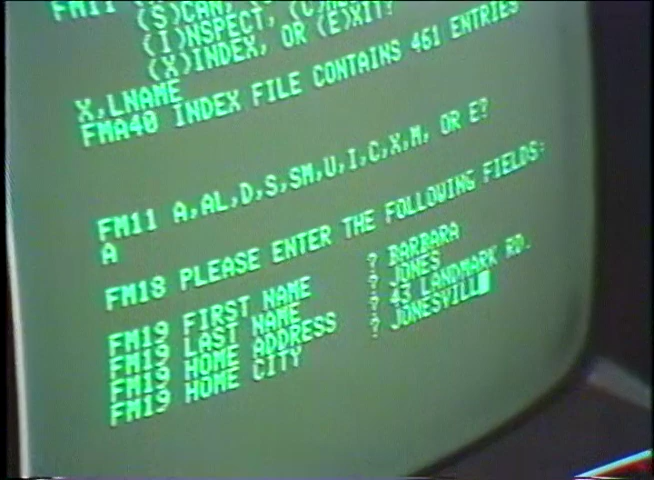 FM11
(S)CAN,
(I)NSPECT,
(X)INDEX, OR (E)XIT?
X,LNAME
FMA40 INDEX FILE CONTAINS 461 ENTRIES
FM11 A,AL,D,S,SM,U,I,C,X,M, OR E?
A
FM18 PLEASE ENTER THE FOLLOWING FIELDS:
FM19 FIRST NAME ? BARBARA
FM19 LAST NAME ? JONES
FM19 HOME ADDRESS ? 43 LANDMARK RD.
FM19 HOME CITY ? JONESVILL